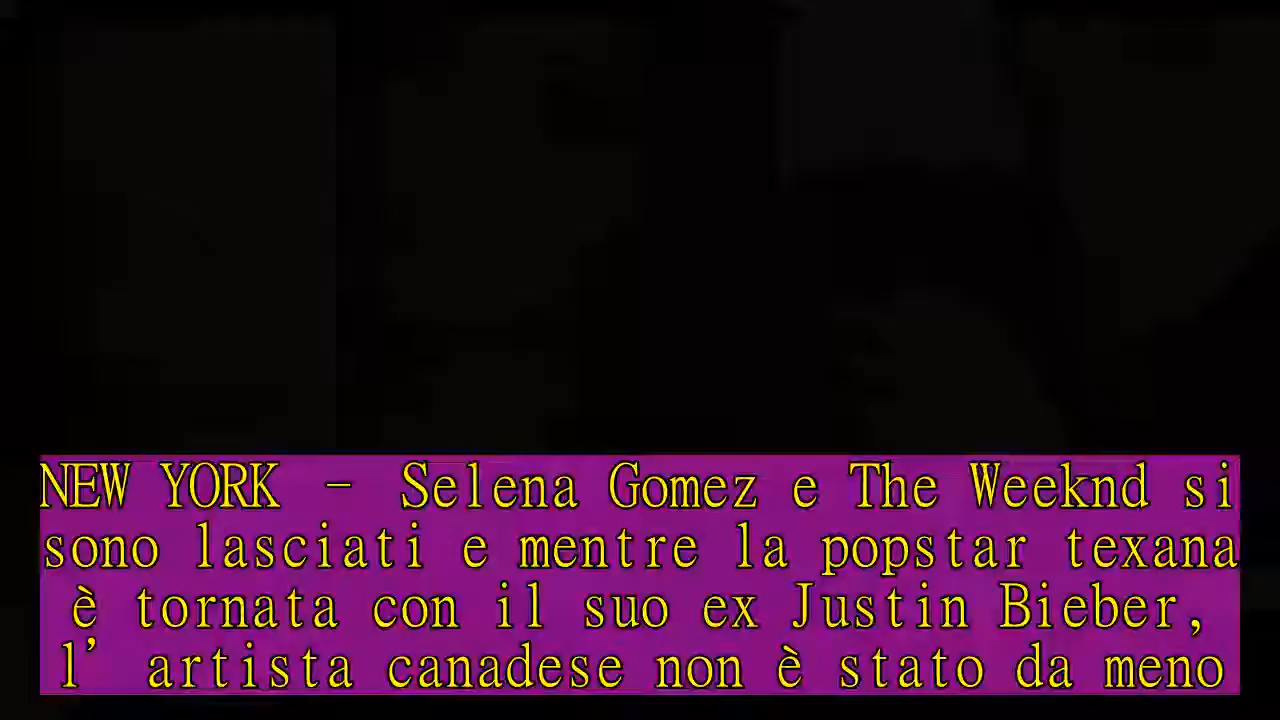 NEW YORK – Selena Gomez e The Weeknd si
sono lasciati e mentre la popstar texana
è tornata con il suo ex Justin Bieber,
l’artista canadese non è stato da meno